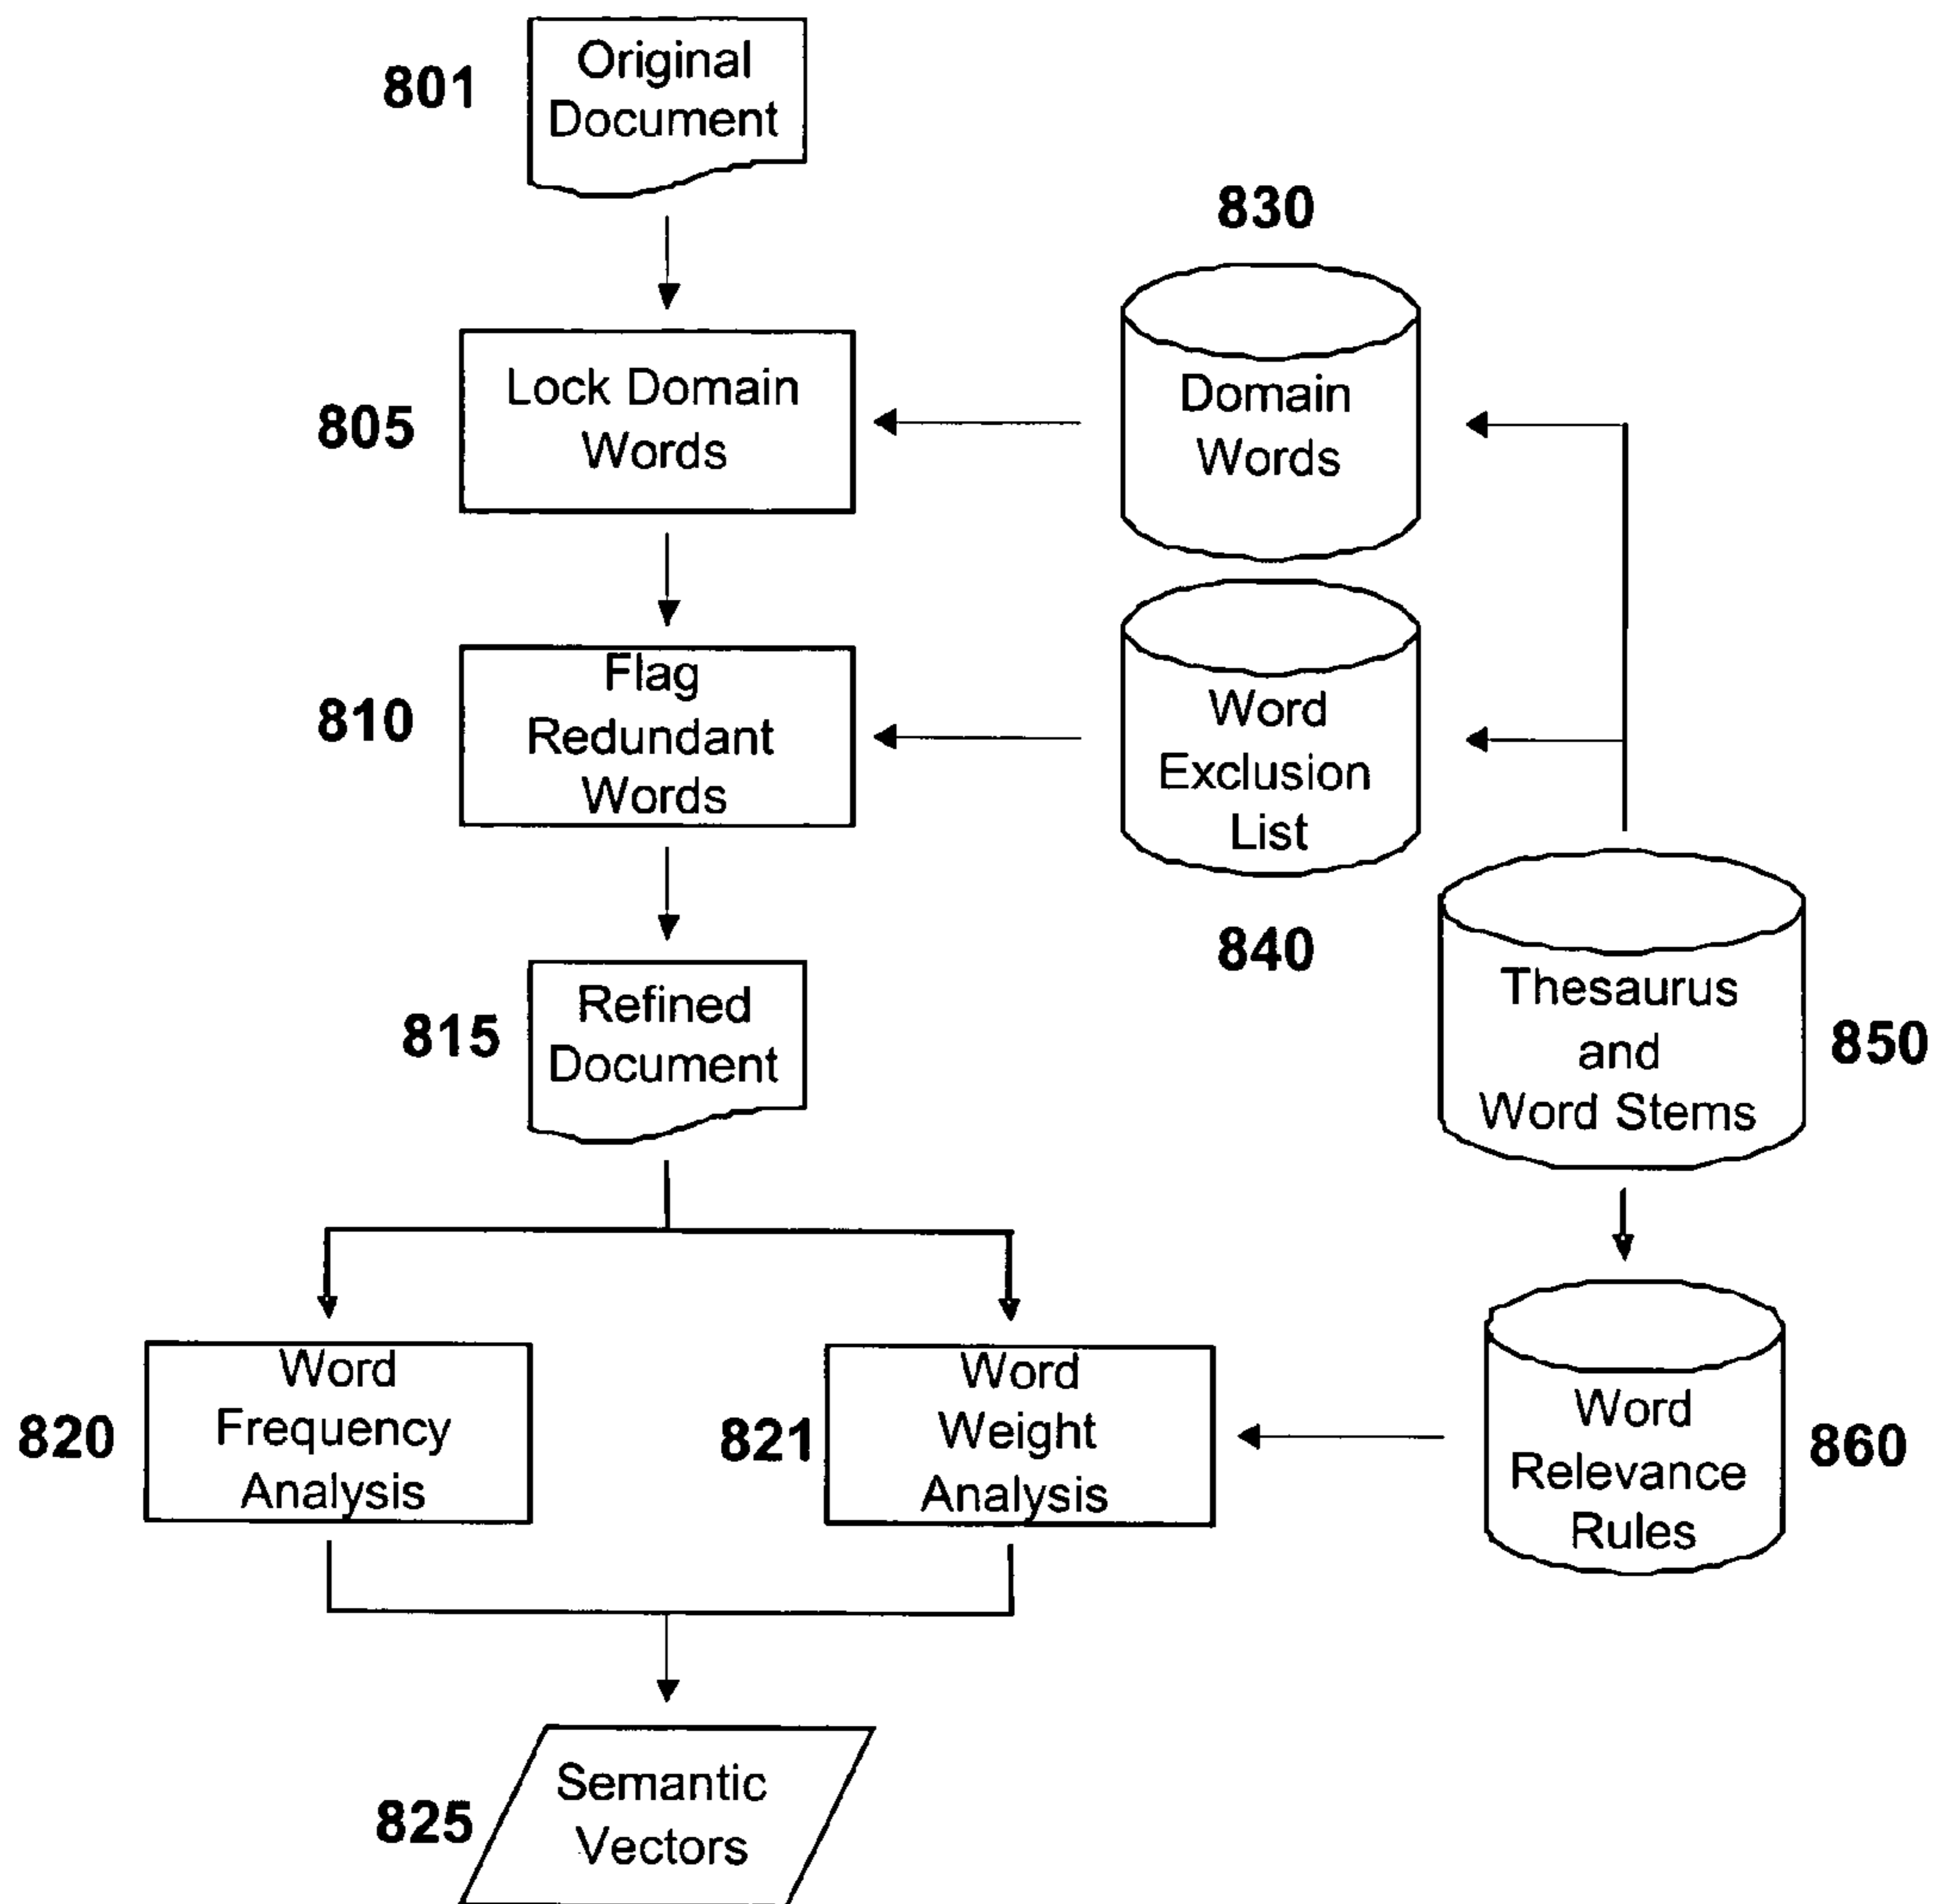 801
Original
Document
830
805
Lock Domain
Words
Domain
Words
810
Flag
Redundant
Words
Word
Exclusion
List
840
815
Refined
Document
Thesaurus
and
Word Stems
850
820
Word
Frequency
Analysis
821
Word
Weight
Analysis
Word
Relevance
Rules
860
825
Semantic
Vectors